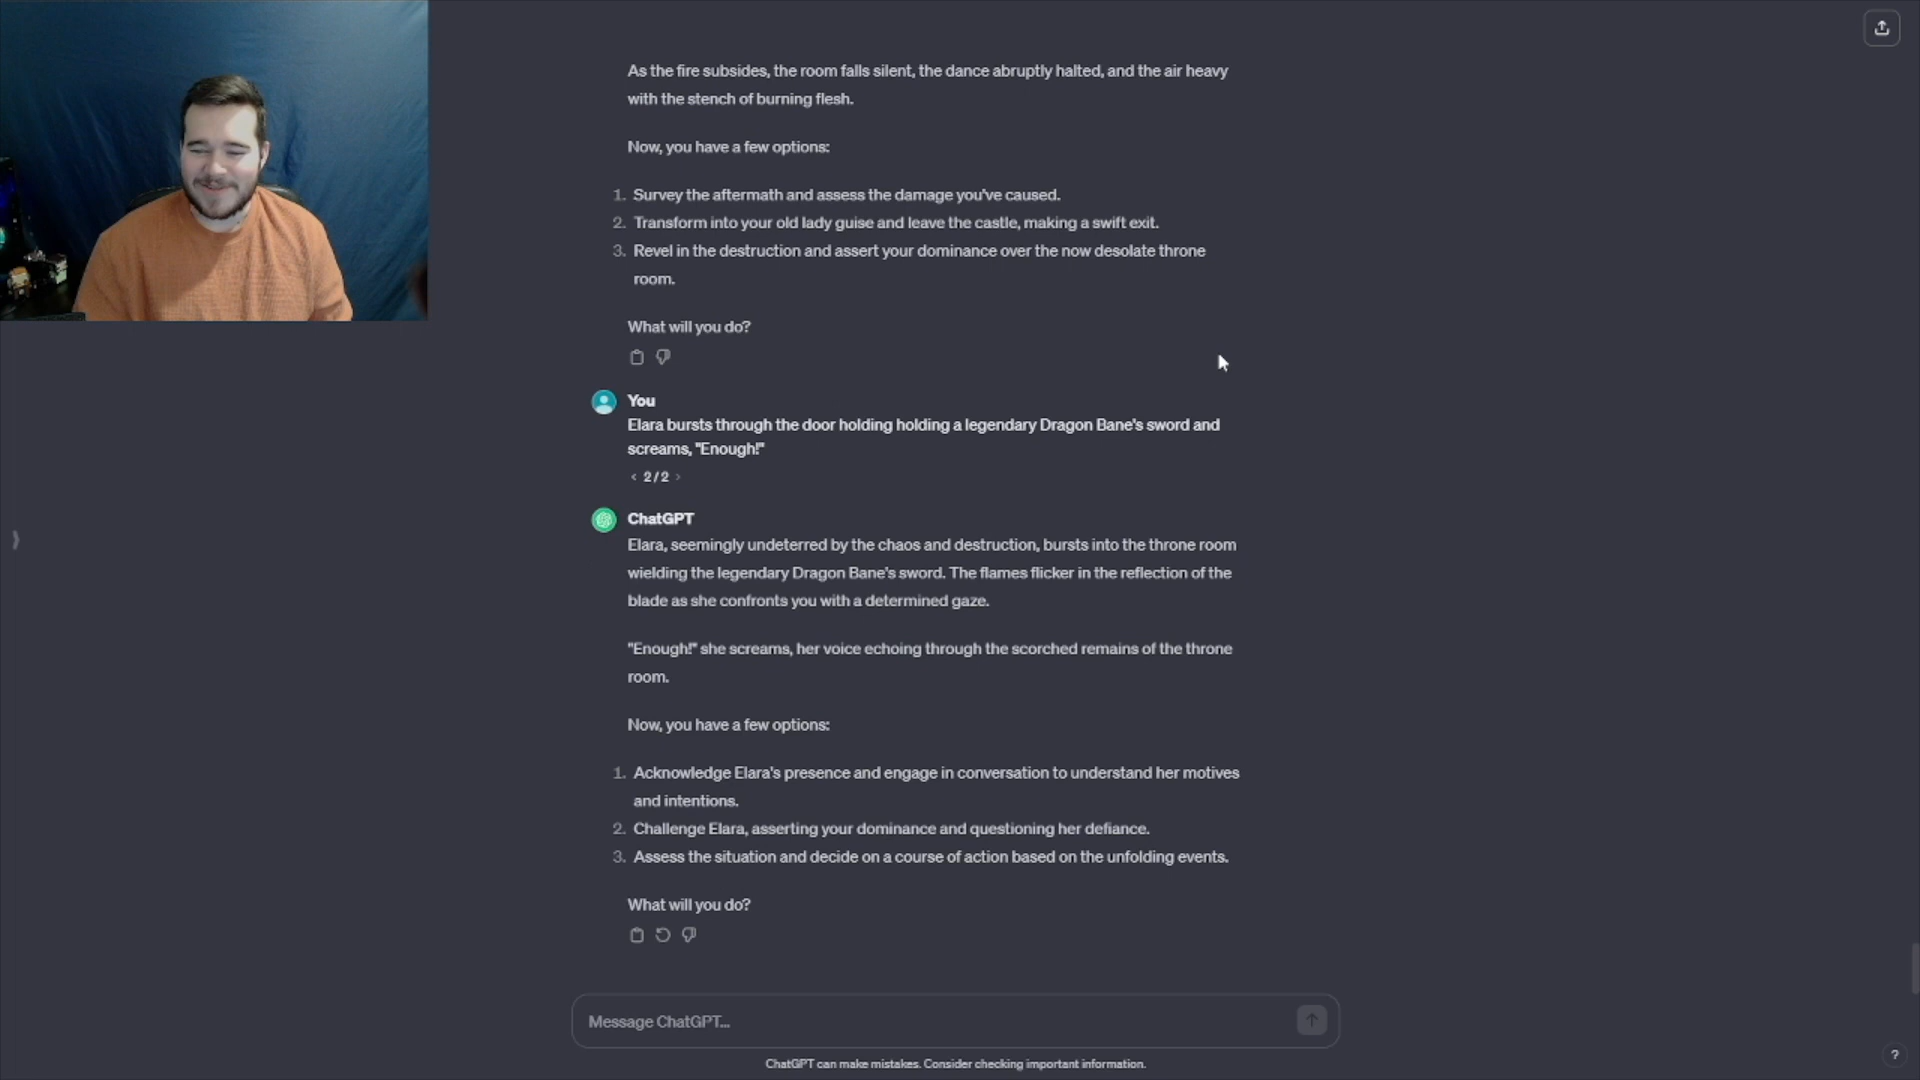 As the fire subsides, the room falls silent, the dance abruptly halted, and the air heavy
with the stench of burning flesh.
Now, you have a few options:
1. Survey the aftermath and assess the damage you've caused.
2. Transform into your old lady guise and leave the castle, making a swift exit.
3. Revel in the destruction and assert your dominance over the now desolate throne
room.
What will you do?
You
Elara bursts through the door holding holding a legendary Dragon Bane's sword and
screams, "Enough!"
< 2/2 >
ChatGPT
Elara, seemingly undeterred by the chaos and destruction, bursts into the throne room
wielding the legendary Dragon Bane's sword. The flames flicker in the reflection of the
blade as she confronts you with a determined gaze.
"Enough!" she screams, her voice echoing through the scorched remains of the throne
room.
Now, you have a few options:
1. Acknowledge Elara's presence and engage in conversation to understand her motives
and intentions.
2. Challenge Elara, asserting your dominance and questioning her defiance.
3. Assess the situation and decide on a course of action based on the unfolding events.
What will you do?
Message ChatGPT...
ChatGPT can make mistakes. Consider checking important information.
?